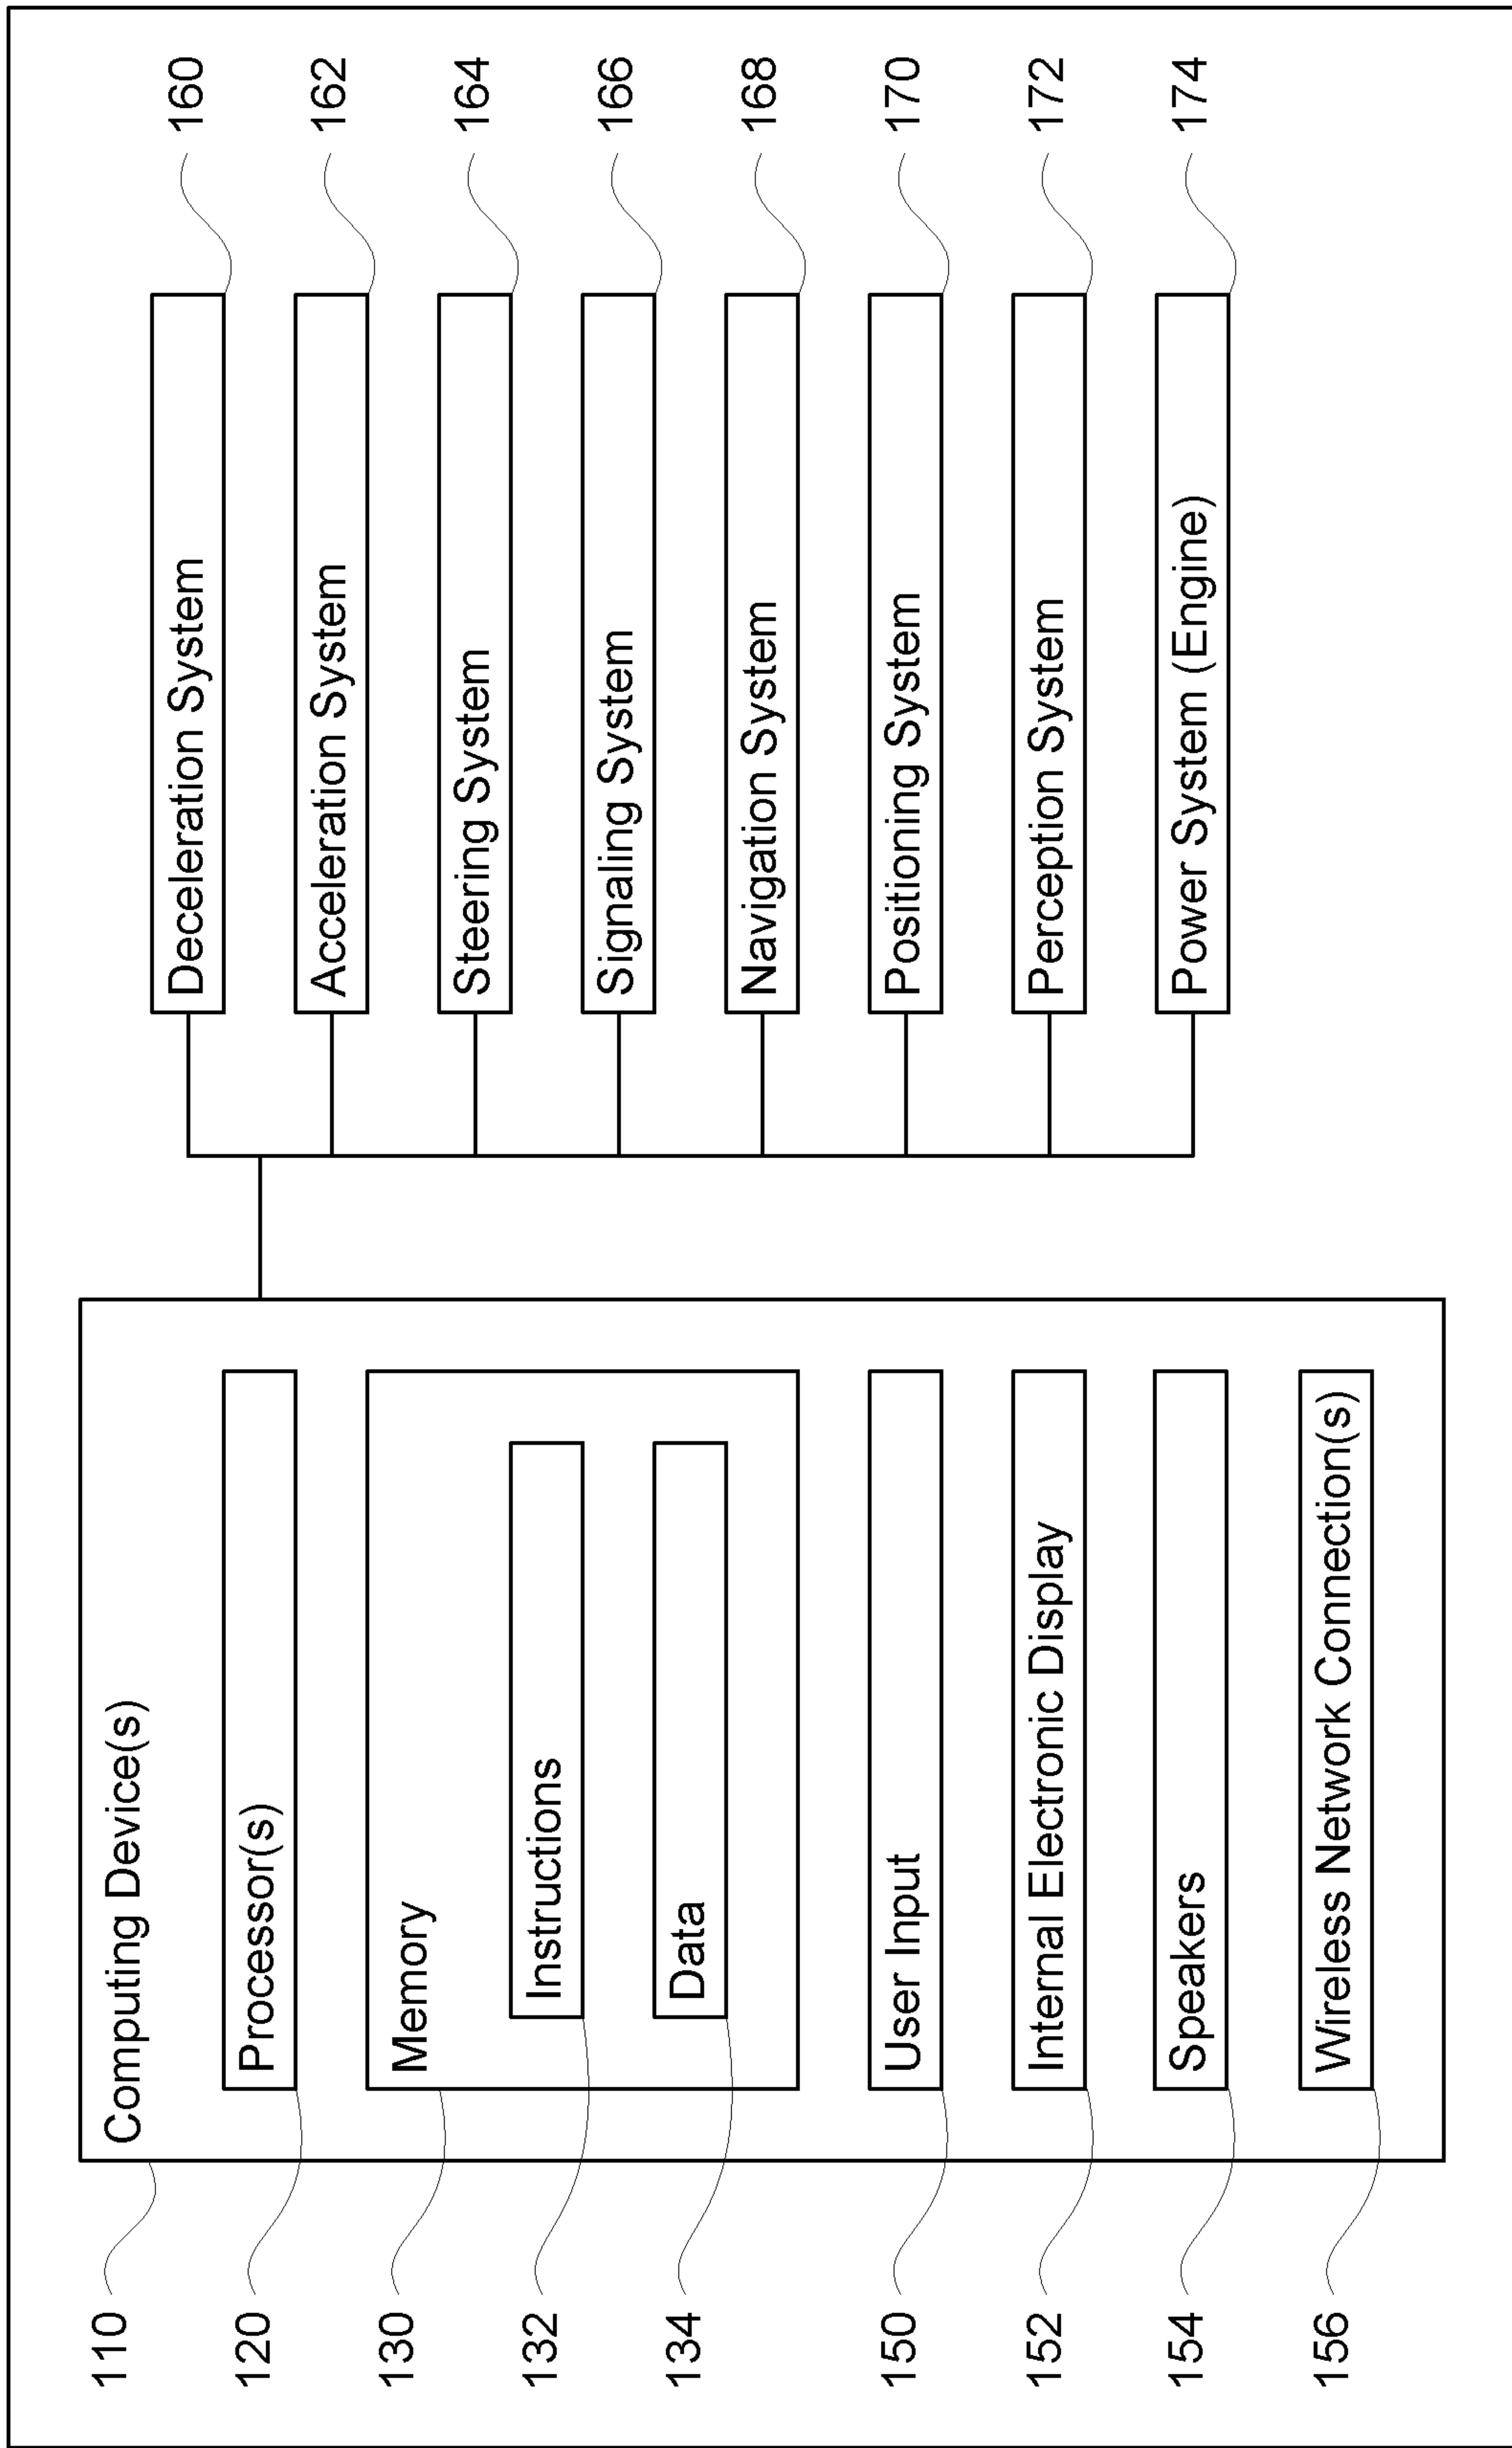 110
Computing Device(s)
120
Processor(s)
130
Memory
132
Instructions
134
Data
150
User Input
152
Internal Electronic Display
154
Speakers
156
Wireless Network Connection(s)
Deceleration System
160
Acceleration System
162
Steering System
164
Signaling System
166
Navigation System
168
Positioning System
170
Perception System
172
Power System (Engine)
174